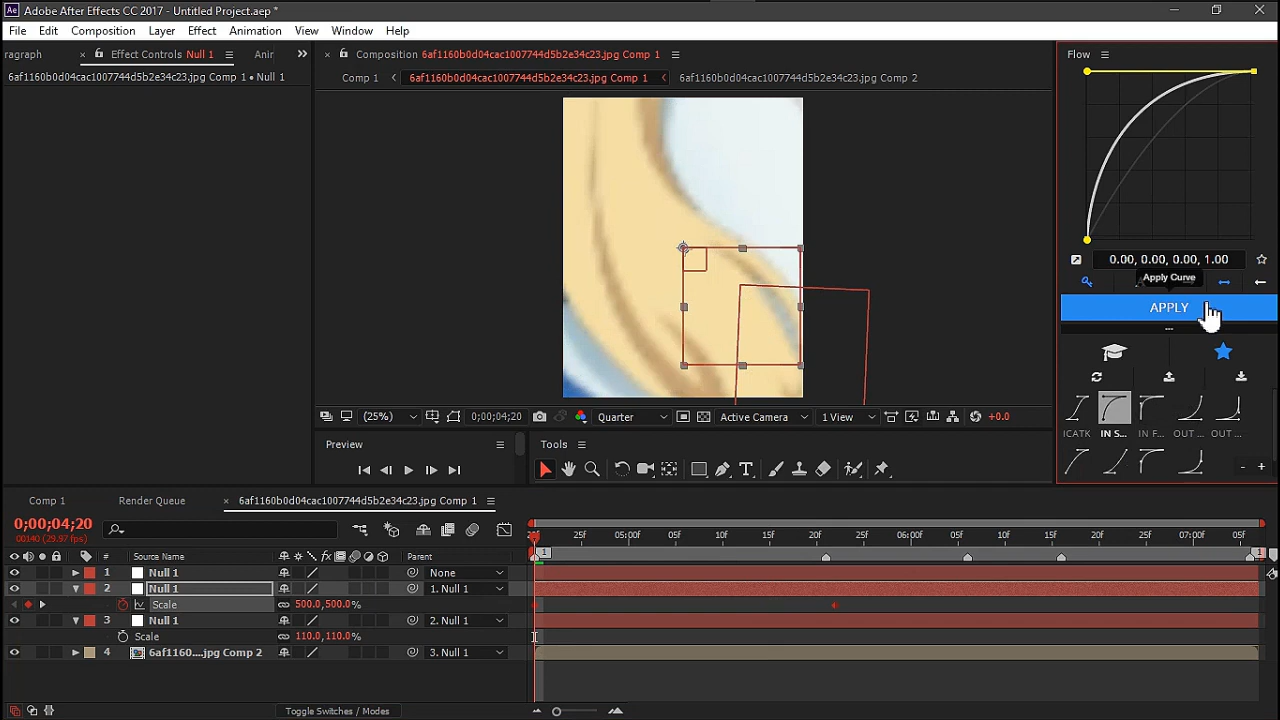 Ae Adobe After Effects CC 2017 - Untitled Project.aep *
File Edit Composition Layer Effect Animation View Window Help
ragraph × Effect Controls Null 1 Anir
6af1160b0d04cac1007744d5b2e34c23.jpg Comp 1 • Null 1
× Composition 6af1160b0d04cac1007744d5b2e34c23.jpg Comp 1
Comp 1 6af1160b0d04cac1007744d5b2e34c23.jpg Comp 1 6af1160b0d04cac1007744d5b2e34c23.jpg Comp 2
Flow
0.00, 0.00, 0.00, 1.00
Apply Curve
APPLY
ICATK IN S... IN F... OUT ... OUT ...
- +
(25%) 0;00;04;20 Quarter Active Camera 1 View +0.0
Preview
Tools
Comp 1 Render Queue × 6af1160b0d04cac1007744d5b2e34c23.jpg Comp 1
0;00;04;20
00140 (29.97 fps)
25f 05:00f 05f 10f 15f 20f 25f 06:00f 05f 10f 15f 20f 25f 07:00f 05f
1 1
# Source Name fx Parent
1 Null 1 None
2 Null 1 1. Null 1
Scale 500.0,500.0%
3 Null 1 2. Null 1
Scale 110.0,110.0%
4 6af1160....jpg Comp 2 3. Null 1
Toggle Switches / Modes